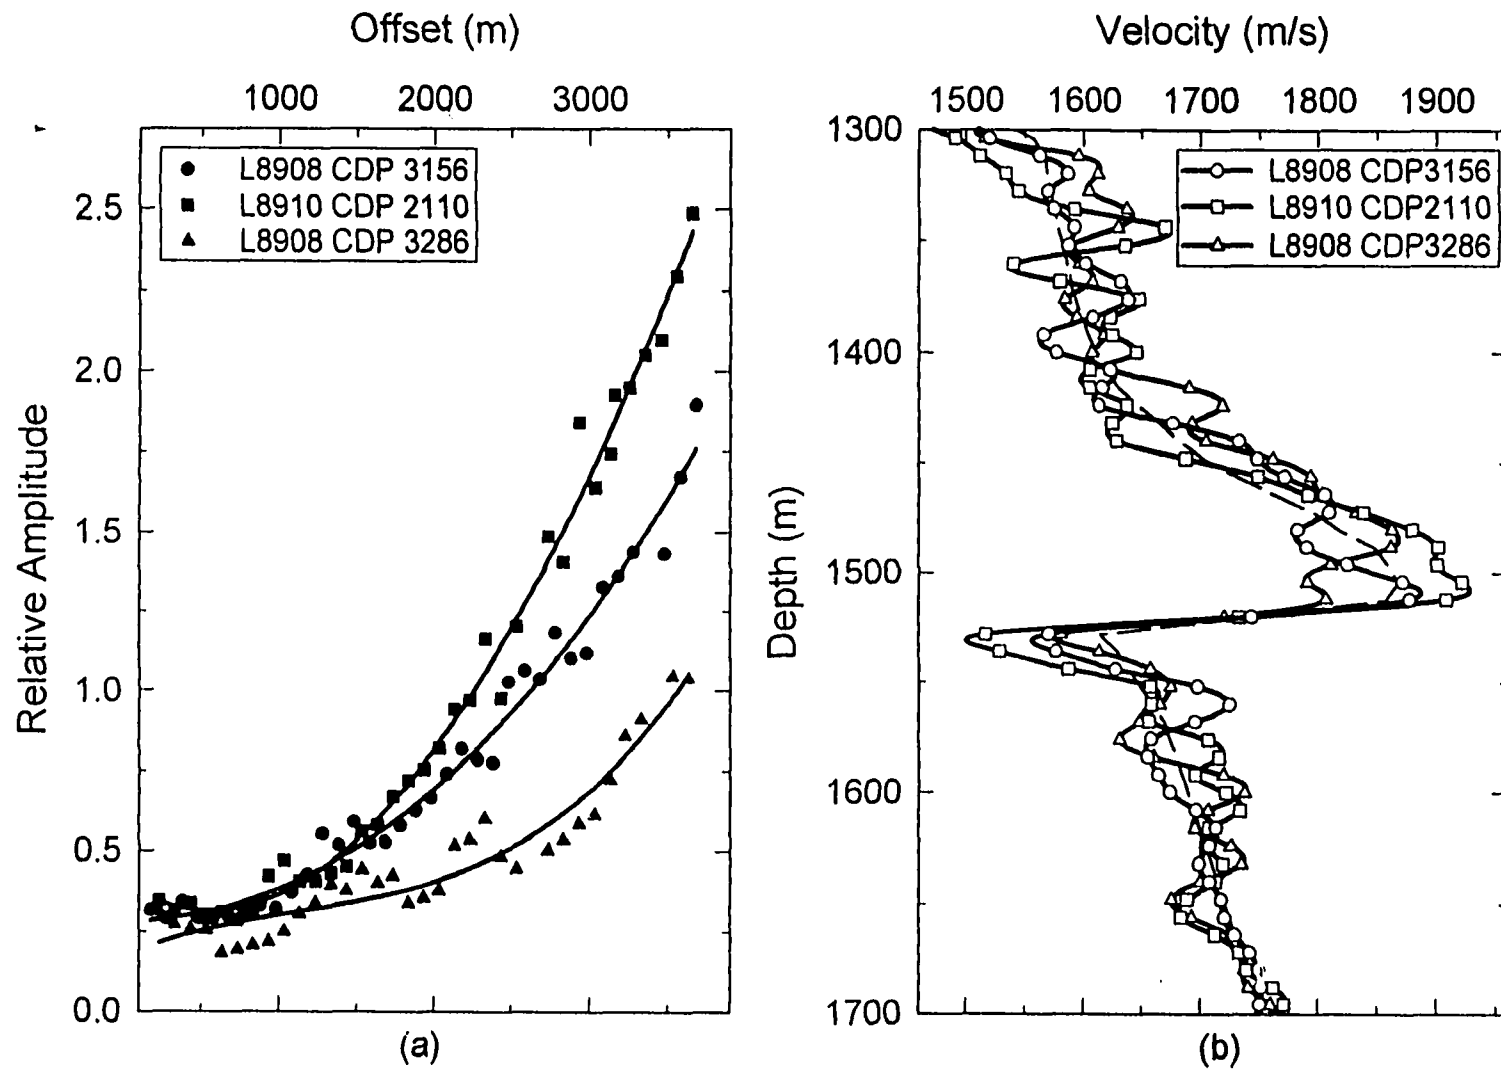 Offset (m)
1000 2000 3000
L8908 CDP 3156
L8910 CDP 2110
L8908 CDP 3286
2.5
2.0
1.5
1.0
0.5
0.0
Relative Amplitude
(a)
Velocity (m/s)
1500 1600 1700 1800 1900
L8908 CDP3156
L8910 CDP2110
L8908 CDP3286
1300
1400
1500
1600
1700
Depth (m)
(b)